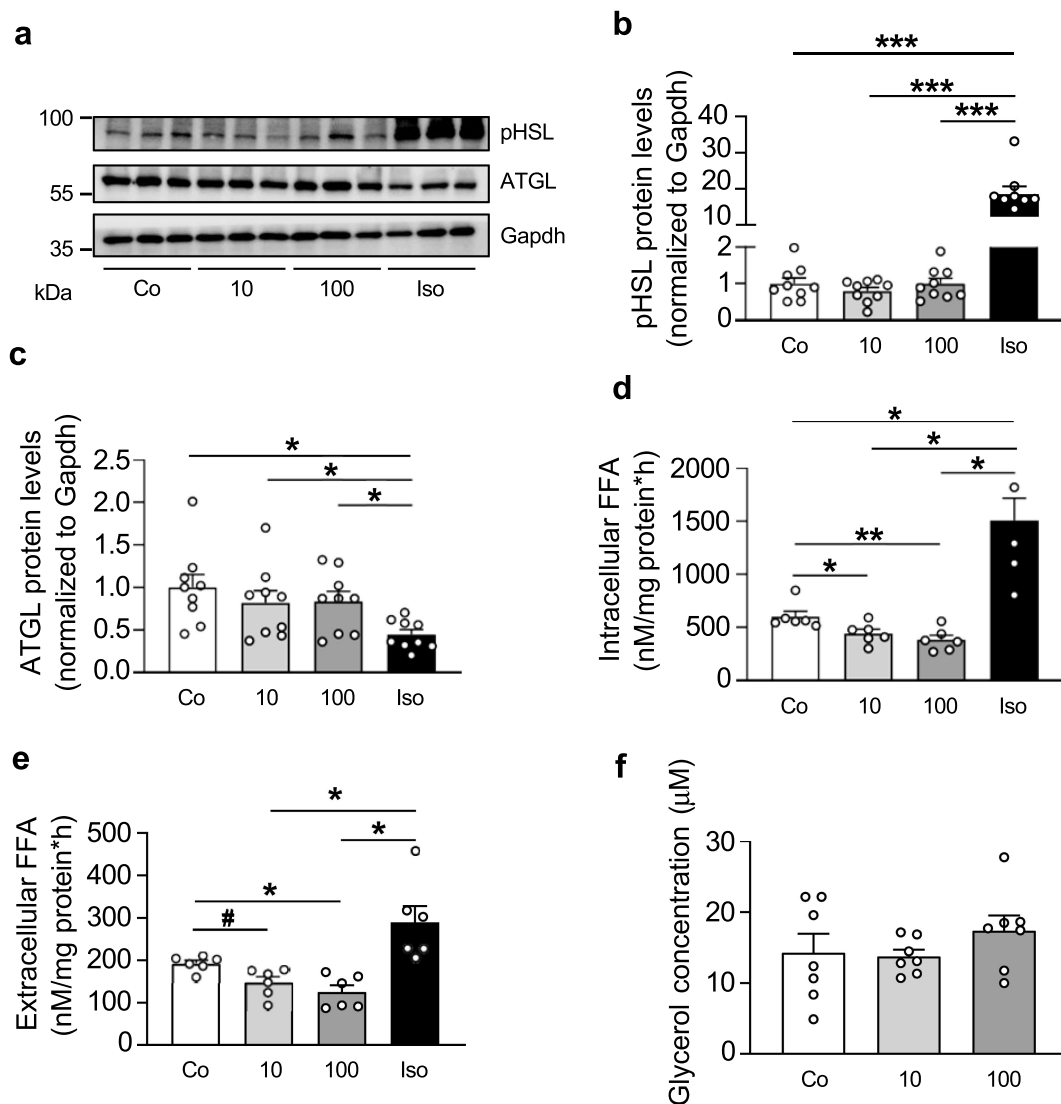 a
100
55
35
kDa
pHSL
ATGL
Gapdh
Co 10 100 Iso
b
***
***
***
pHSL protein levels
(normalized to Gapdh)
40
30
20
10
2
1
0
Co 10 100 Iso
c
*
*
*
ATGL protein levels
(normalized to Gapdh)
2.5
2.0
1.5
1.0
0.5
0.0
Co 10 100 Iso
d
*
*
*
**
*
Intracellular FFA
(nM/mg protein*h)
2000
1500
1000
500
0
Co 10 100 Iso
e
*
*
*
#
Extracellular FFA
(nM/mg protein*h)
500
400
300
200
100
0
Co 10 100 Iso
f
Glycerol concentration (µM)
30
20
10
0
Co 10 100